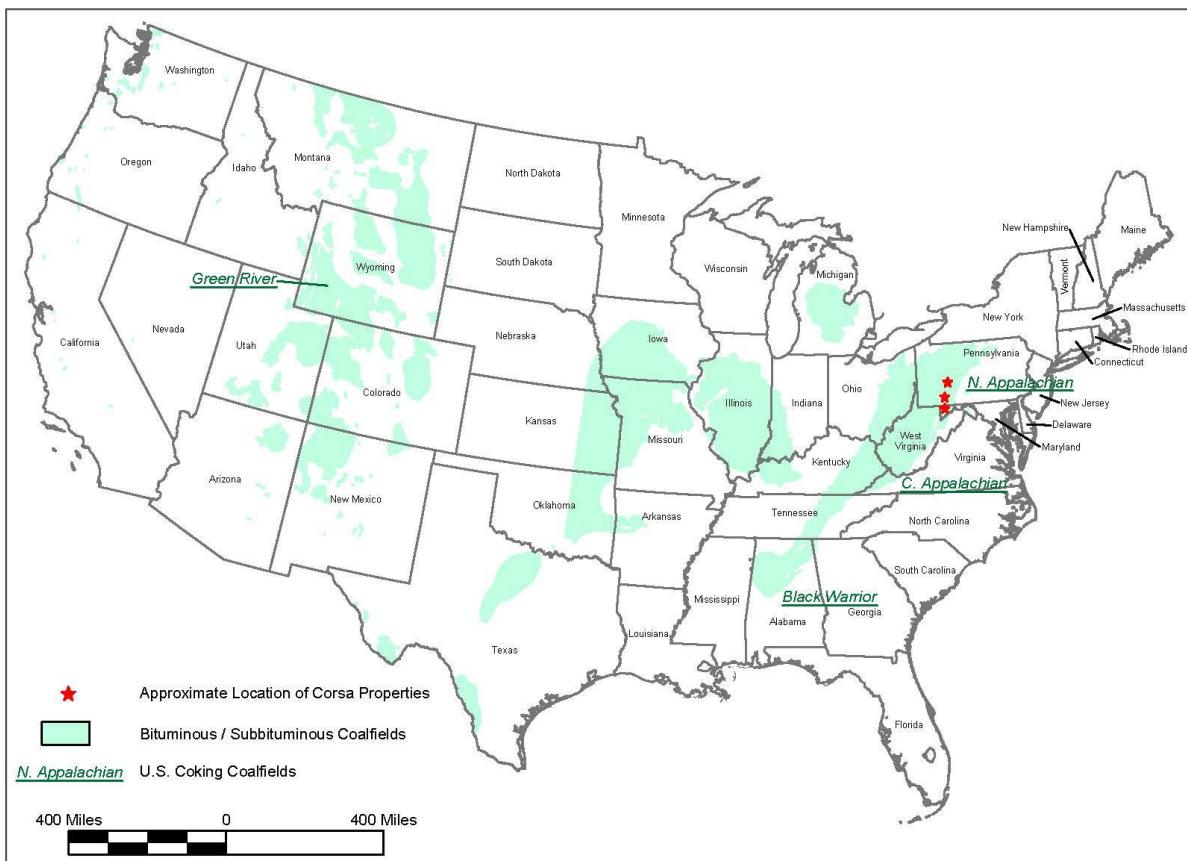 Washington
Montana
North Dakota
Minnesota
Oregon
Idaho
Maine
New Hampshire
Vermont
Wisconsin
Michigan
South Dakota
Wyoming
Green River
New York
Massachusetts
Rhode Island
Connecticut
Nebraska
Iowa
Pennsylvania
Nevada
California
Utah
Colorado
Kansas
Missouri
Illinois
Indiana
Ohio
N. Appalachian
New Jersey
Delaware
Maryland
West
Virginia
Virginia
Kentucky
C. Appalachian
Arizona
New Mexico
Oklahoma
Arkansas
Tennessee
North Carolina
South Carolina
Black Warrior
Mississippi
Alabama
Georgia
Louisiana
Texas
Florida
Approximate Location of Corsa Properties
Bituminous / Subbituminous Coalfields
N. Appalachian U.S. Coking Coalfields
400 Miles 0 400 Miles